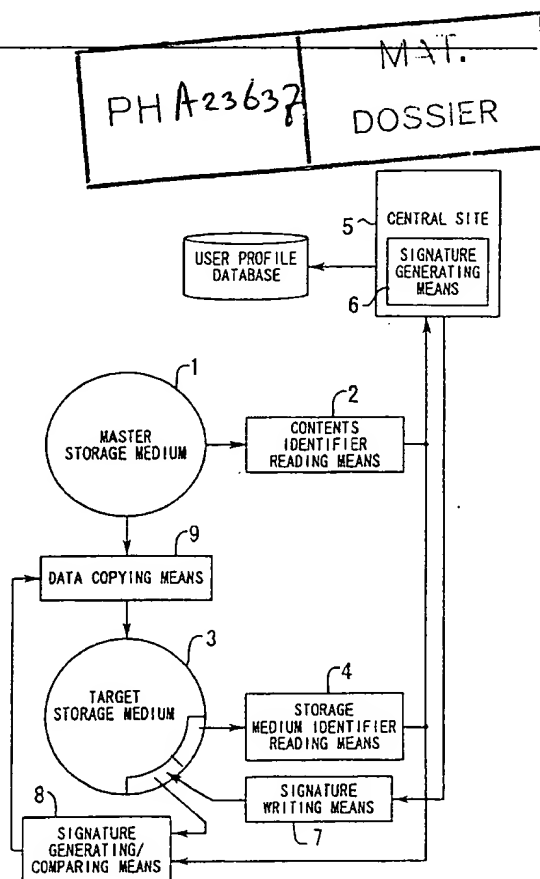 PH A23637
MAT.
DOSSIER
5
CENTRAL SITE
SIGNATURE
GENERATING
MEANS
6
USER PROFILE
DATABASE
1
MASTER
STORAGE MEDIUM
2
CONTENTS
IDENTIFIER
READING MEANS
9
DATA COPYING MEANS
3
TARGET
STORAGE MEDIUM
4
STORAGE
MEDIUM IDENTIFIER
READING MEANS
SIGNATURE
WRITING MEANS
7
8
SIGNATURE
GENERATING/
COMPARING MEANS